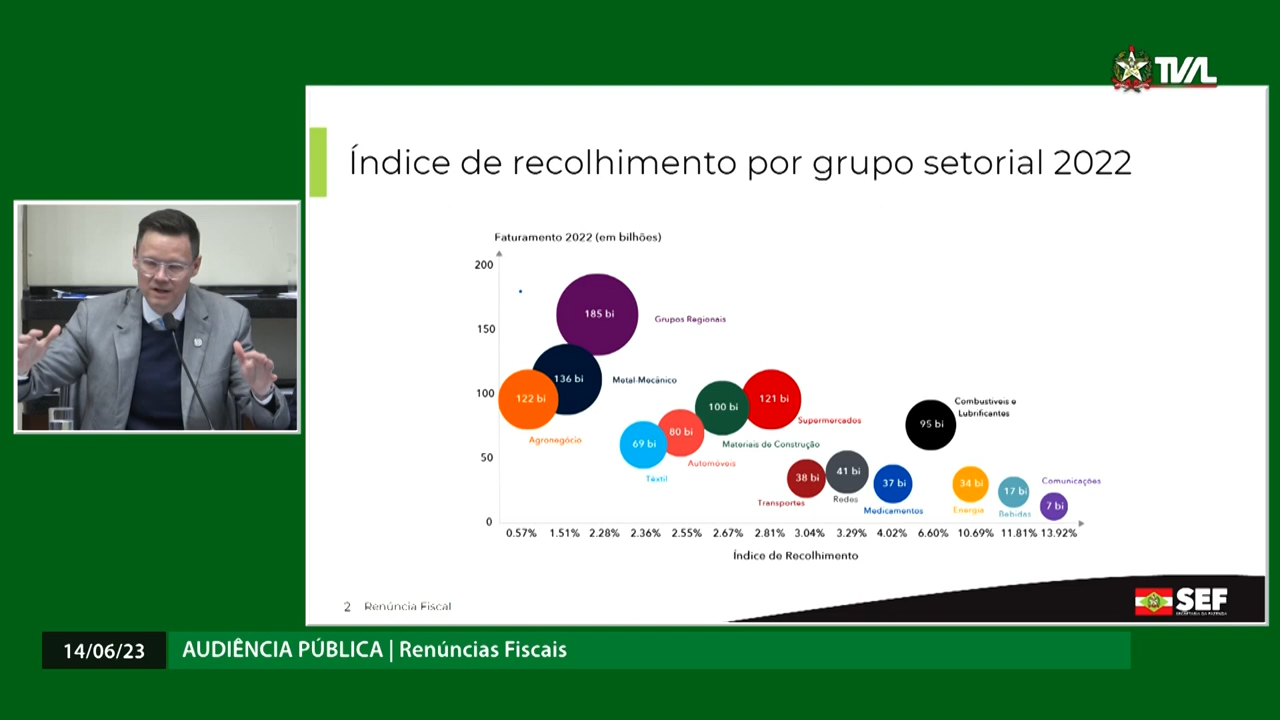 TVAL
Índice de recolhimento por grupo setorial 2022
Faturamento 2022 (em bilhões)
200
150
100
50
0
185 bi
Grupos Regionais
136 bi
Metal-Mecânico
122 bi
Agronegócio
69 bi
Têxtil
80 bi
Automóveis
100 bi
Materiais de Construção
121 bi
Supermercados
38 bi
Transportes
41 bi
Redes
37 bi
Medicamentos
95 bi
Combustíveis e
Lubrificantes
34 bi
Energia
17 bi
Bebidas
7 bi
Comunicações
0.57% 1.51% 2.28% 2.36% 2.55% 2.67% 2.81% 3.04% 3.29% 4.02% 6.60% 10.69% 11.81% 13.92%
Índice de Recolhimento
2 Renúncia Fiscal
SEF
SECRETARIA DA FAZENDA
14/06/23
AUDIÊNCIA PÚBLICA | Renúncias Fiscais